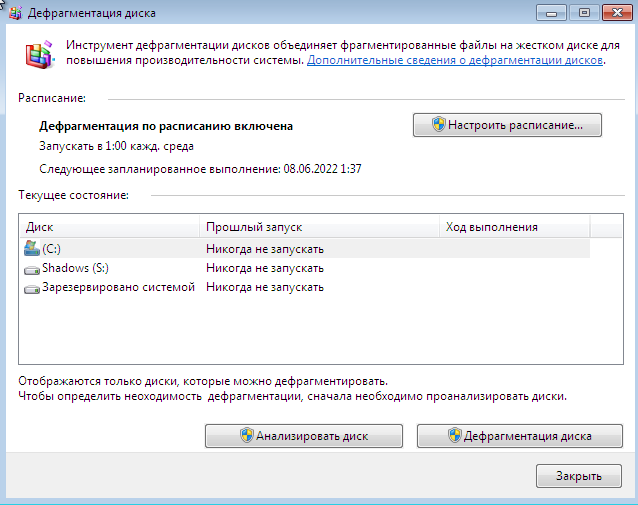 Дефрагментация диска
Инструмент дефрагментации дисков объединяет фрагментированные файлы на жестком диске для
повышения производительности системы. Дополнительные сведения о дефрагментации дисков.
Расписание:
Дефрагментация по расписанию включена
Настроить расписание...
Запускать в 1:00 кажд. среда
Следующее запланированное выполнение: 08.06.2022 1:37
Текущее состояние:
Диск Прошлый запуск Ход выполнения
(C:) Никогда не запускать
Shadows (S:) Никогда не запускать
Зарезервировано системой Никогда не запускать
Отображаются только диски, которые можно дефрагментировать.
Чтобы определить неоходимость дефрагментации, сначала необходимо проанализировать диски.
Анализировать диск Дефрагментация диска
Закрыть